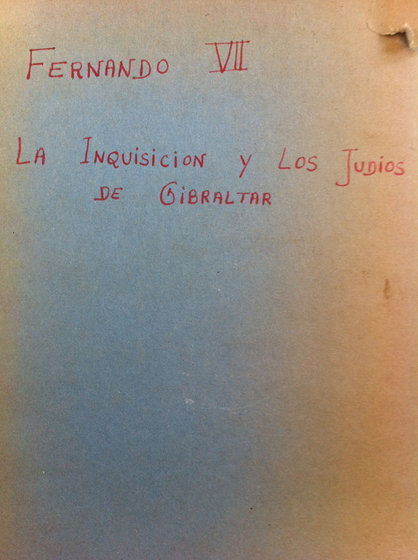 FERNANDO VII
LA INQUISICION Y LOS JUDIOS
DE GIBRALTAR